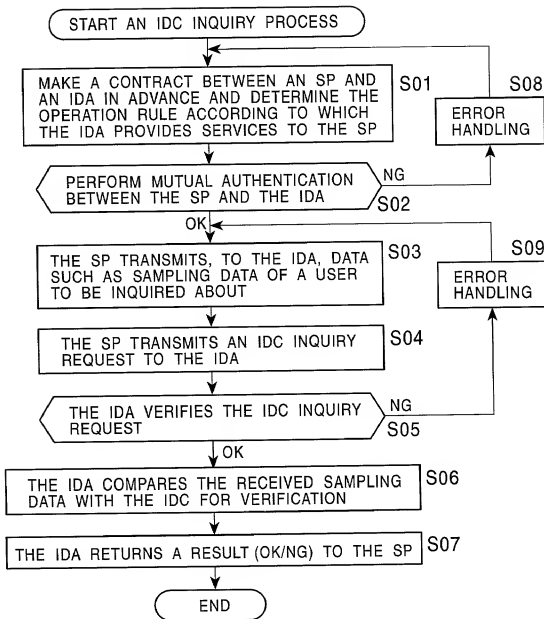 START AN IDC INQUIRY PROCESS
MAKE A CONTRACT BETWEEN AN SP AND
AN IDA IN ADVANCE AND DETERMINE THE
OPERATION RULE ACCORDING TO WHICH
THE IDA PROVIDES SERVICES TO THE SP
S01
S08
ERROR
HANDLING
PERFORM MUTUAL AUTHENTICATION
BETWEEN THE SP AND THE IDA
NG
S02
OK
THE SP TRANSMITS, TO THE IDA, DATA
SUCH AS SAMPLING DATA OF A USER
TO BE INQUIRED ABOUT
S03
S09
ERROR
HANDLING
THE SP TRANSMITS AN IDC INQUIRY
REQUEST TO THE IDA
S04
THE IDA VERIFIES THE IDC INQUIRY
REQUEST
NG
S05
OK
THE IDA COMPARES THE RECEIVED SAMPLING
DATA WITH THE IDC FOR VERIFICATION
S06
THE IDA RETURNS A RESULT (OK/NG) TO THE SP
S07
END